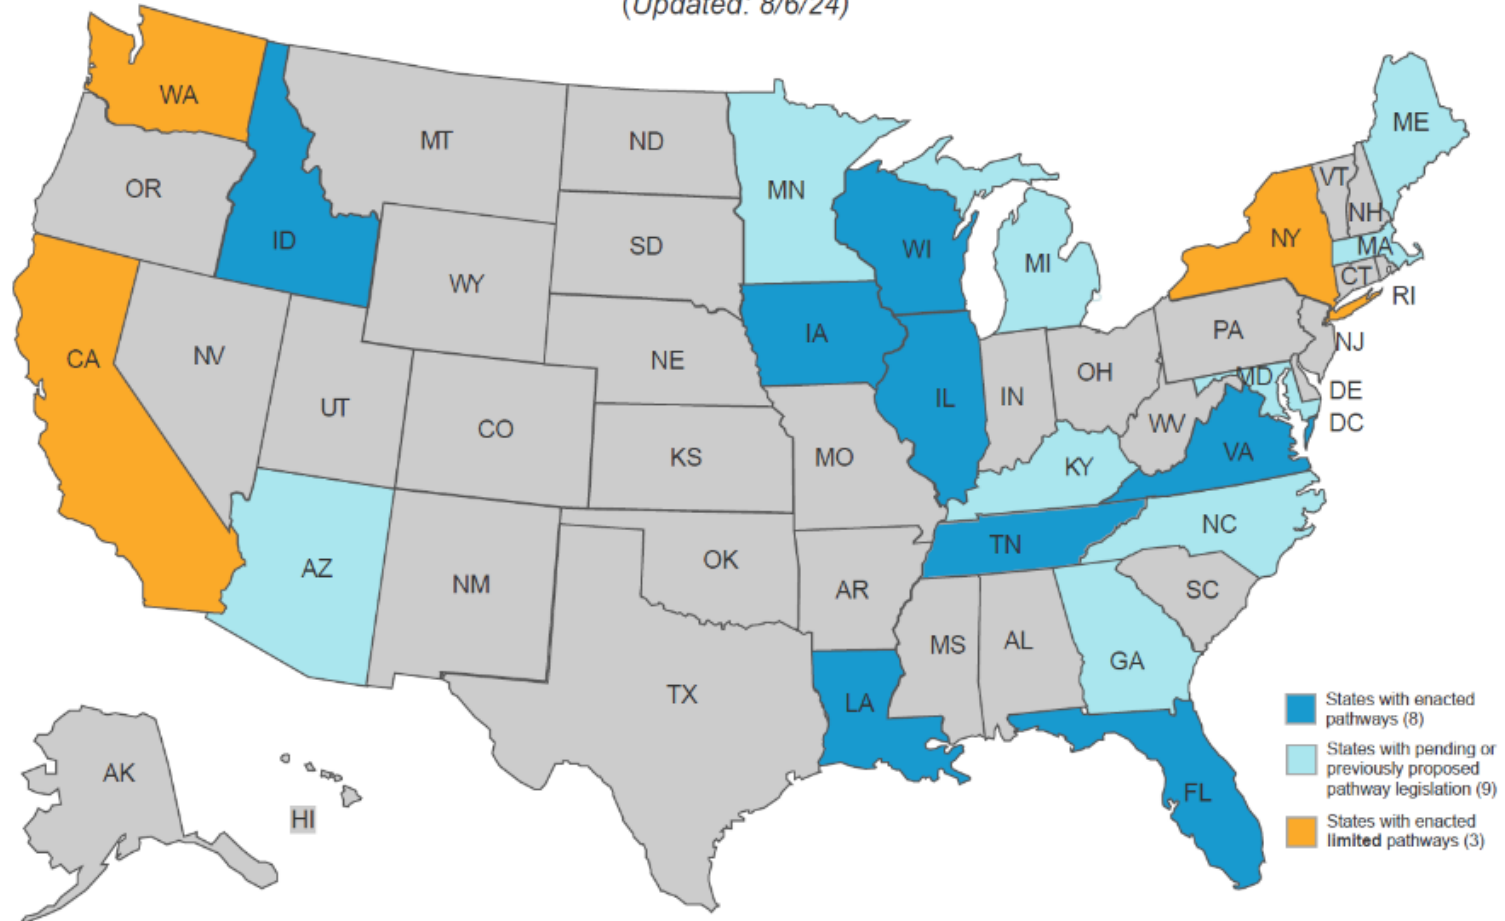 (Updated: 8/6/24)
WA
MT
ND
ME
OR
MN
VT
ID
SD
WI
NH
NY
MA
WY
MI
CT
RI
IA
PA
NJ
CA
NV
NE
OH
MD
DE
UT
IL
IN
CO
WV
DC
KS
MO
KY
VA
NC
TN
AZ
OK
NM
AR
SC
MS
AL
GA
TX
LA
States with enacted
pathways (8)
States with pending or
previously proposed
pathway legislation (9)
AK
FL
HI
States with enacted
limited pathways (3)